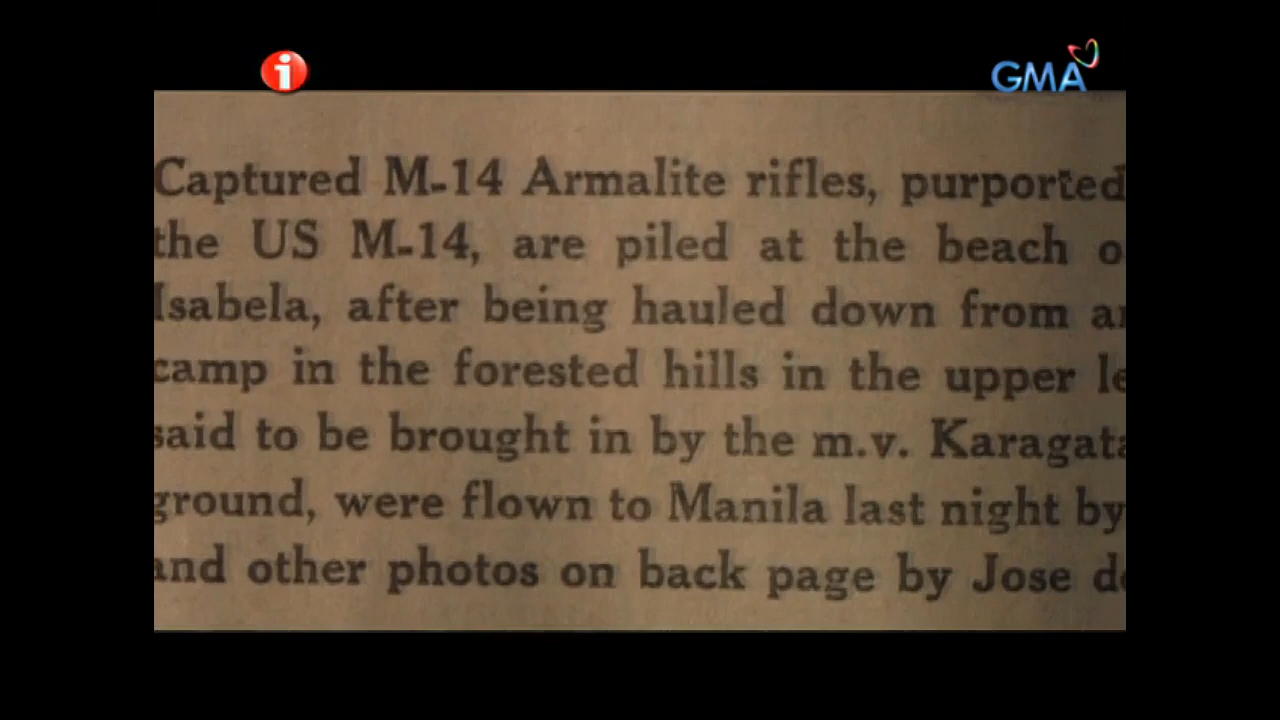 i
GMA
Captured M-14 Armalite rifles, purported
the US M-14, are piled at the beach
Isabela, after being hauled down from
camp in the forested hills in the upper
said to be brought in by the m.v.
ground, were flown to Manila last night by
and other photos on back page by Jose